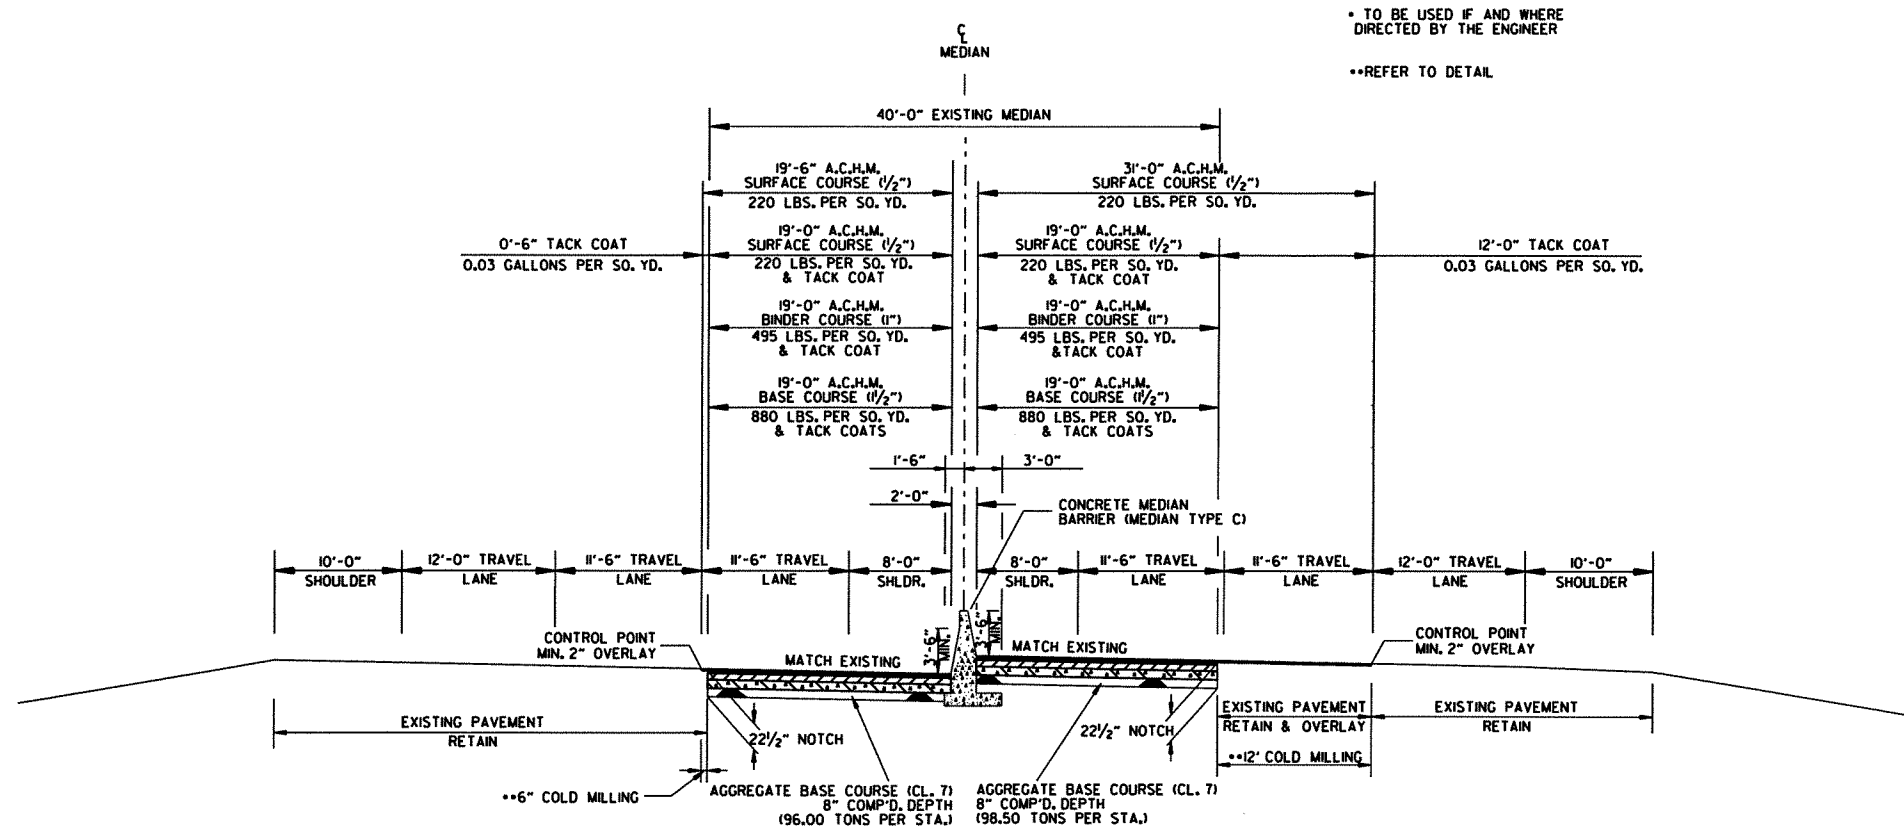 • TO BE USED IF AND WHERE
DIRECTED BY THE ENGINEER
••REFER TO DETAIL
℄
MEDIAN
40'-0" EXISTING MEDIAN
19'-6" A.C.H.M.
SURFACE COURSE (1/2")
220 LBS. PER SQ. YD.
31'-0" A.C.H.M.
SURFACE COURSE (1/2")
220 LBS. PER SQ. YD.
0'-6" TACK COAT
0.03 GALLONS PER SQ. YD.
19'-0" A.C.H.M.
SURFACE COURSE (1/2")
220 LBS. PER SQ. YD.
& TACK COAT
19'-0" A.C.H.M.
SURFACE COURSE (1/2")
220 LBS. PER SQ. YD.
& TACK COAT
12'-0" TACK COAT
0.03 GALLONS PER SQ. YD.
19'-0" A.C.H.M.
BINDER COURSE (1")
495 LBS. PER SQ. YD.
& TACK COAT
19'-0" A.C.H.M.
BINDER COURSE (1")
495 LBS. PER SQ. YD.
&TACK COAT
19'-0" A.C.H.M.
BASE COURSE (1 1/2")
880 LBS. PER SQ. YD.
& TACK COATS
19'-0" A.C.H.M.
BASE COURSE (1 1/2")
880 LBS. PER SQ. YD.
& TACK COATS
1'-6"
3'-0"
2'-0"
CONCRETE MEDIAN
BARRIER (MEDIAN TYPE C)
10'-0"
SHOULDER
12'-0" TRAVEL
LANE
11'-6" TRAVEL
LANE
11'-6" TRAVEL
LANE
8'-0"
SHLDR.
8'-0"
SHLDR.
11'-6" TRAVEL
LANE
11'-6" TRAVEL
LANE
12'-0" TRAVEL
LANE
10'-0"
SHOULDER
CONTROL POINT
MIN. 2" OVERLAY
MATCH EXISTING
3'-6"
MIN.
3'-6"
MIN.
MATCH EXISTING
CONTROL POINT
MIN. 2" OVERLAY
EXISTING PAVEMENT
RETAIN
22 1/2" NOTCH
22 1/2" NOTCH
EXISTING PAVEMENT
RETAIN & OVERLAY
EXISTING PAVEMENT
RETAIN
••12' COLD MILLING
••6" COLD MILLING
AGGREGATE BASE COURSE (CL. 7)
8" COMP'D. DEPTH
(96.00 TONS PER STA.)
AGGREGATE BASE COURSE (CL. 7)
8" COMP'D. DEPTH
(98.50 TONS PER STA.)